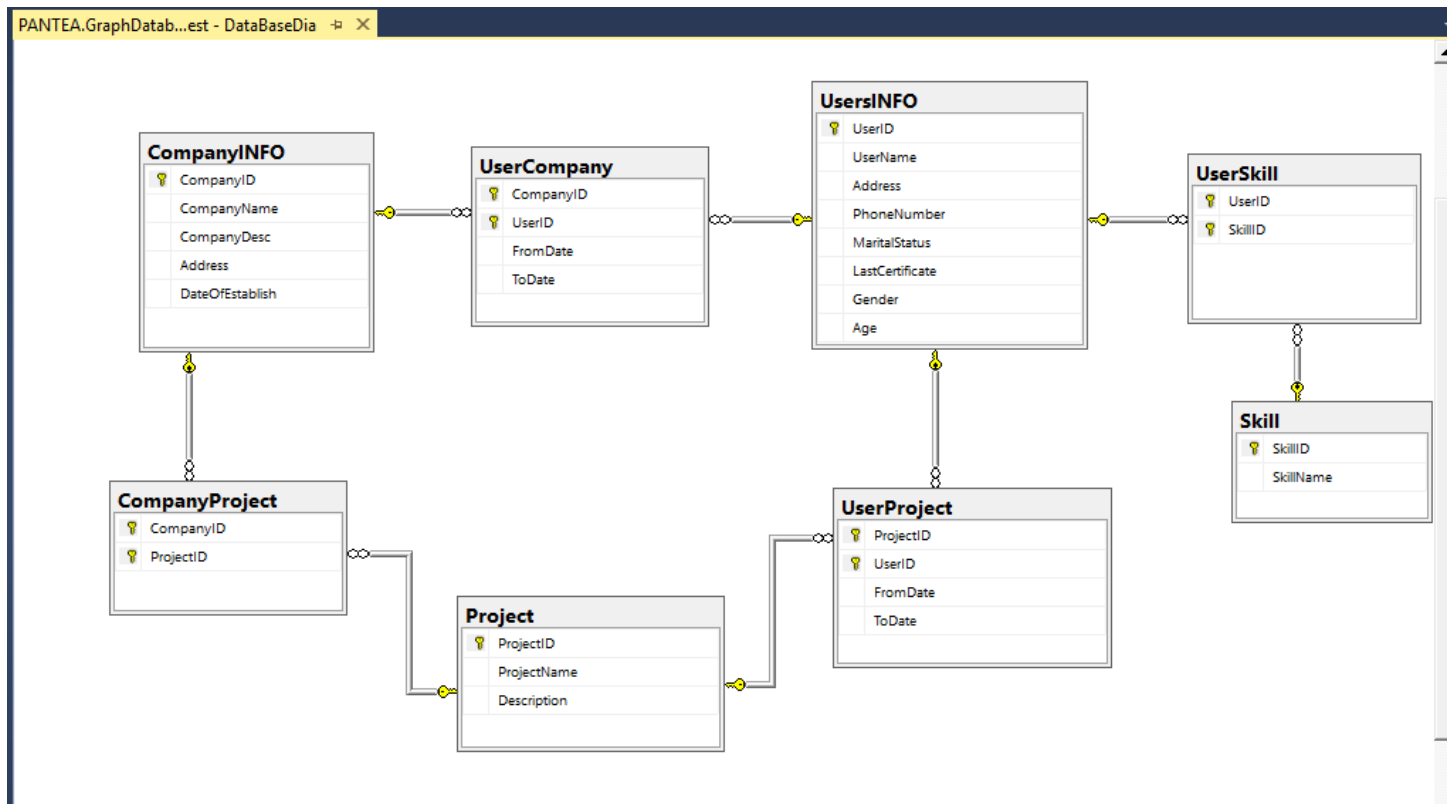 PANTEA.GraphDatab...est - DataBaseDia
CompanyINFO
CompanyID
CompanyName
CompanyDesc
Address
DateOfEstablish
UserCompany
CompanyID
UserID
FromDate
ToDate
UsersINFO
UserID
UserName
Address
PhoneNumber
MaritalStatus
LastCertificate
Gender
Age
UserSkill
UserID
SkillID
Skill
SkillID
SkillName
CompanyProject
CompanyID
ProjectID
Project
ProjectID
ProjectName
Description
UserProject
ProjectID
UserID
FromDate
ToDate